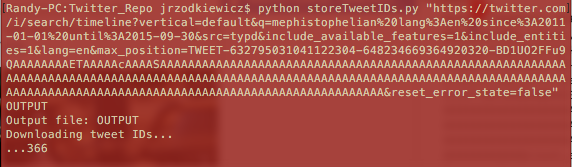 [Randy-PC:Twitter_Repo jrzodkiewicz$ python storeTweetIDs.py "https://twitter.com
/i/search/timeline?vertical=default&q=mephistophelian%20lang%3Aen%20since%3A2011
-01-01%20until%3A2015-09-30&src=typd&include_available_features=1&include_entiti
es=1&lang=en&max_position=TWEET-632795031041122304-648234669364920320-BD1UO2FFu9
QAAAAAAAAETAAAAAcAAAASAAAAAAAAAAAAAAAAAAAAAAAAAAAAAAAAAAAAAAAAAAAAAAAAAAAAAAAAAA
AAAAAAAAAAAAAAAAAAAAAAAAAAAAAAAAAAAAAAAAAAAAAAAAAAAAAAAAAAAAAAAAAAAAAAAAAAAAAAAA
AAAAAAAAAAAAAAAAAAAAAAAAAAAAAAAAAAAAAAAAAAAAAAAAAAAAAA&reset_error_state=false"
OUTPUT
Output file: OUTPUT
Downloading tweet IDs...
...366